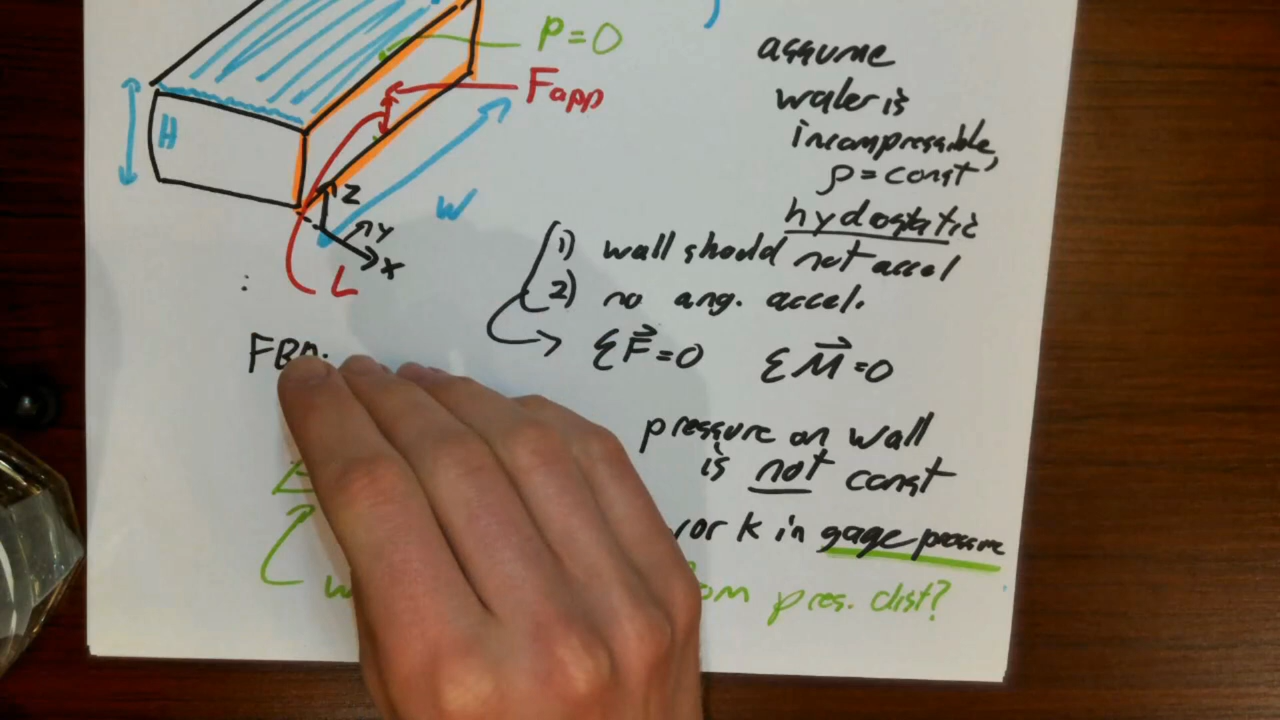 P=0
Fapp
H
W
Z
Y
X
L
assume
water is
incompressible,
ρ=const
hydostatic
1) wall should not accel
2) no ang. accel.
ΣF⃗=0 ΣM⃗=0
FBD:
pressure on wall
is not const
work in gage pressure
pres. dist?